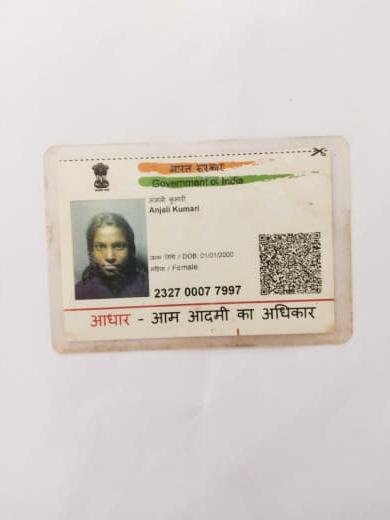 भारत सरकार
Government of India
अंजली कुमारी
Anjali Kumari
जन्म तिथि / DOB: 01/01/2000
महिला / Female
2327 0007 7997
आधार - आम आदमी का अधिकार